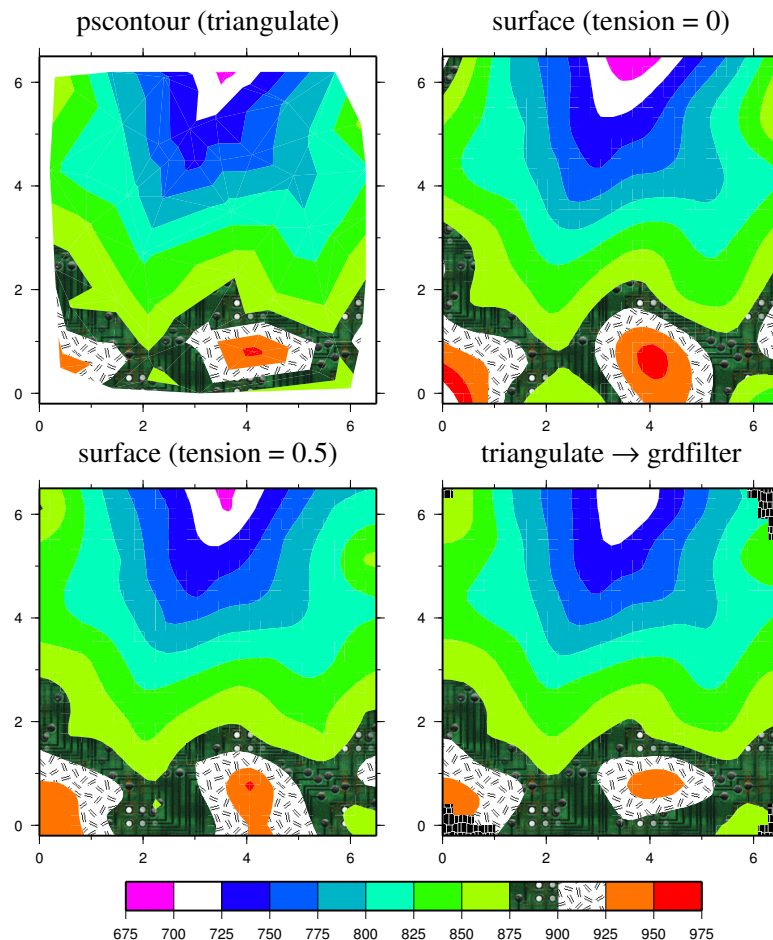 pscontour (triangulate)
surface (tension = 0)
6
4
2
0
0 2 4 6
6
4
2
0
0 2 4 6
surface (tension = 0.5)
triangulate → grdfilter
6
4
2
0
0 2 4 6
6
4
2
0
0 2 4 6
675 700 725 750 775 800 825 850 875 900 925 950 975